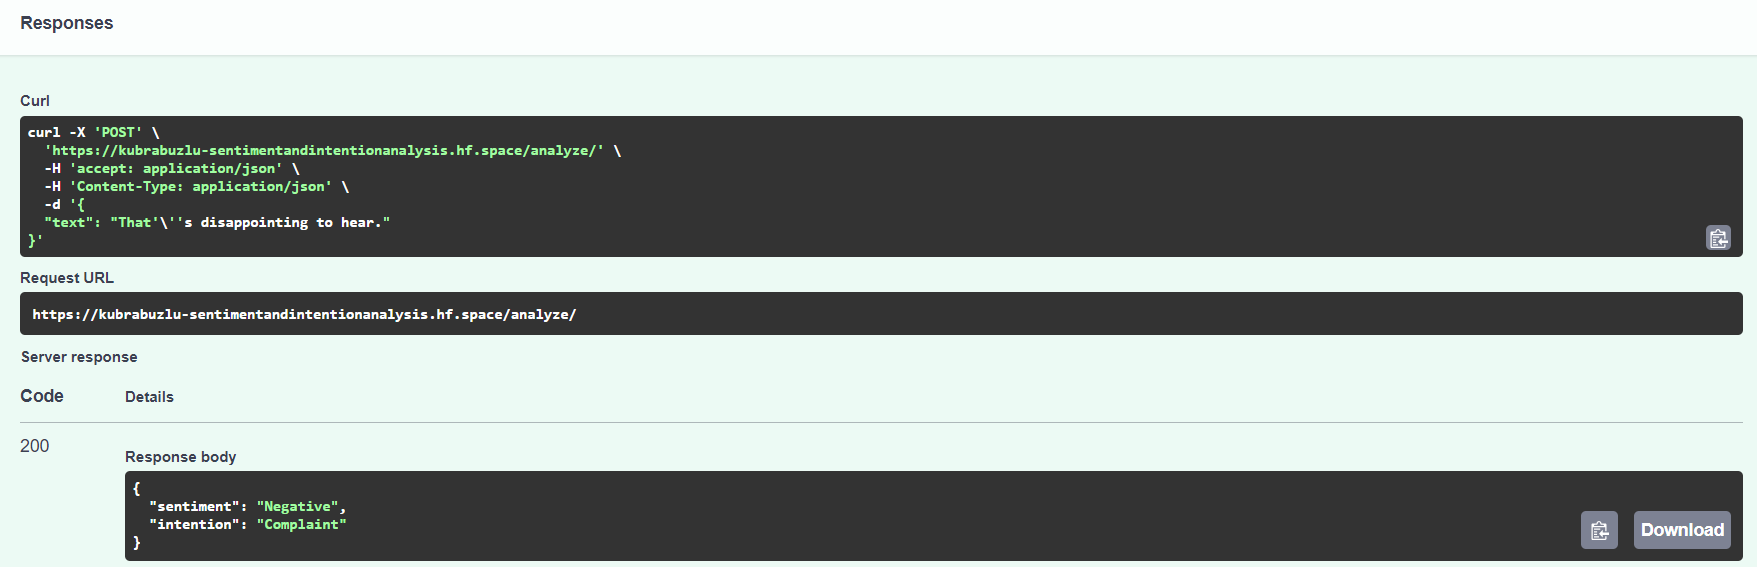 Responses
Curl
curl -X 'POST' \
'https://kubrabuzlu-sentimentandintentionanalysis.hf.space/analyze/' \
-H 'accept: application/json' \
-H 'Content-Type: application/json' \
-d '{
"text": "That'\''s disappointing to hear."
}'
Request URL
https://kubrabuzlu-sentimentandintentionanalysis.hf.space/analyze/
Server response
Code Details
200
Response body
{
"sentiment": "Negative",
"intention": "Complaint"
}
Download